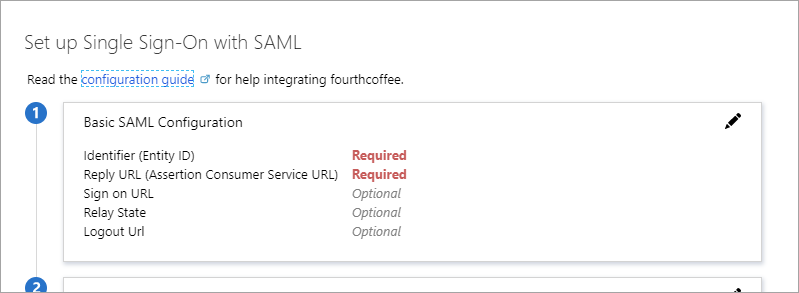 Set up Single Sign-On with SAML
Read the configuration guide for help integrating fourthcoffee.
1
Basic SAML Configuration
Identifier (Entity ID) Required
Reply URL (Assertion Consumer Service URL) Required
Sign on URL Optional
Relay State Optional
Logout Url Optional
2